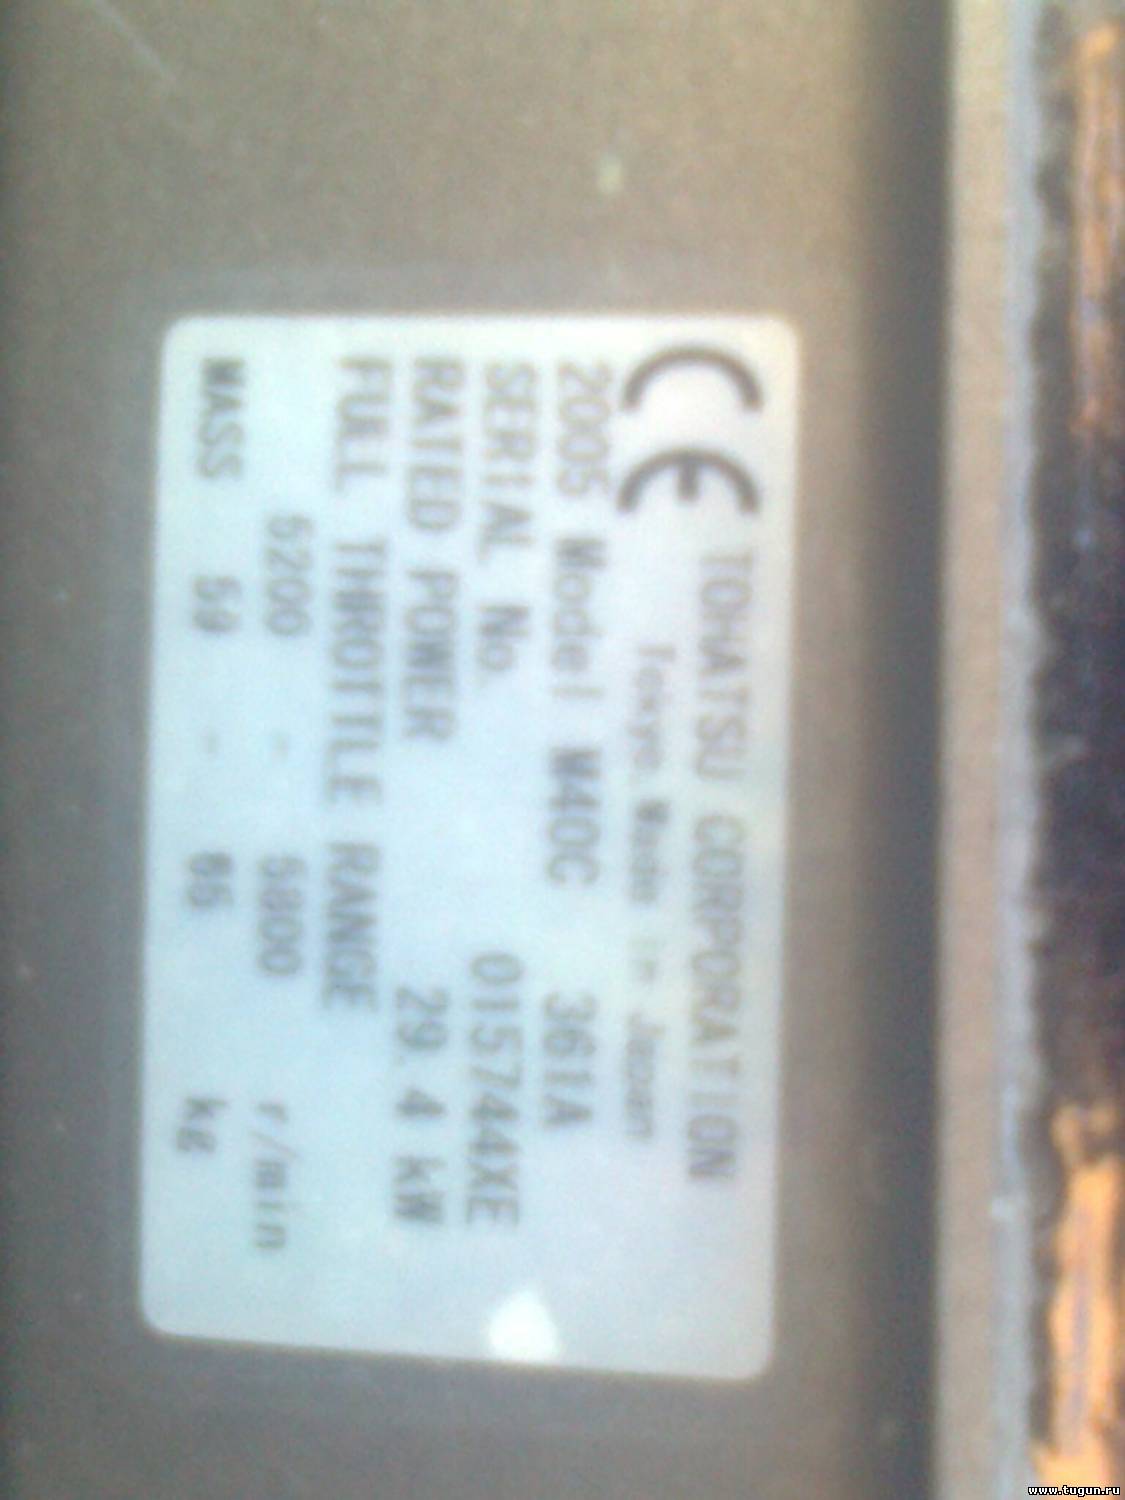 CE TOHATSU CORPORATION
Tokyo, Made in Japan
2005 Model M40C 361A
SERIAL No. 015744XE
RATED POWER 29.4 kW
FULL THROTTLE RANGE
5200 - 5800 r/min
MASS 59 - 65 kg
www.tugun.ru